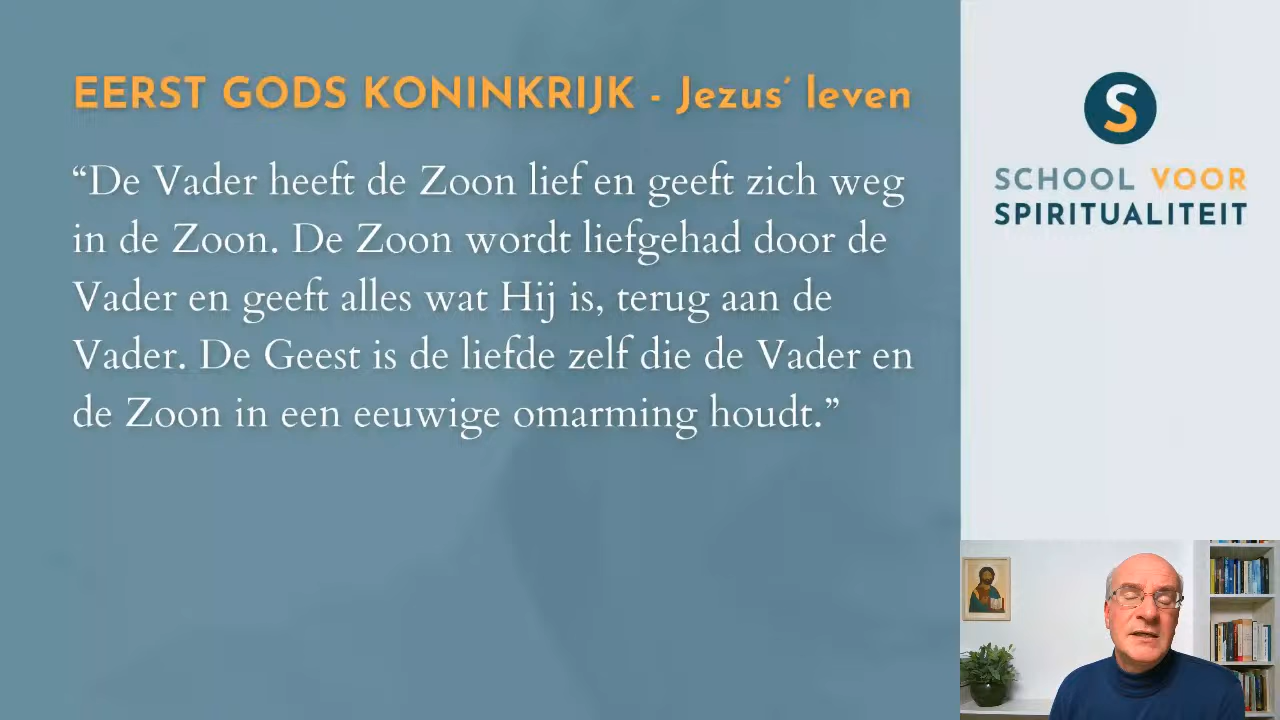 EERST GODS KONINKRIJK - Jezus´ leven
“De Vader heeft de Zoon lief en geeft zich weg
in de Zoon. De Zoon wordt liefgehad door de
Vader en geeft alles wat Hij is, terug aan de
Vader. De Geest is de liefde zelf die de Vader en
de Zoon in een eeuwige omarming houdt.”
S
SCHOOL VOOR
SPIRITUALITEIT